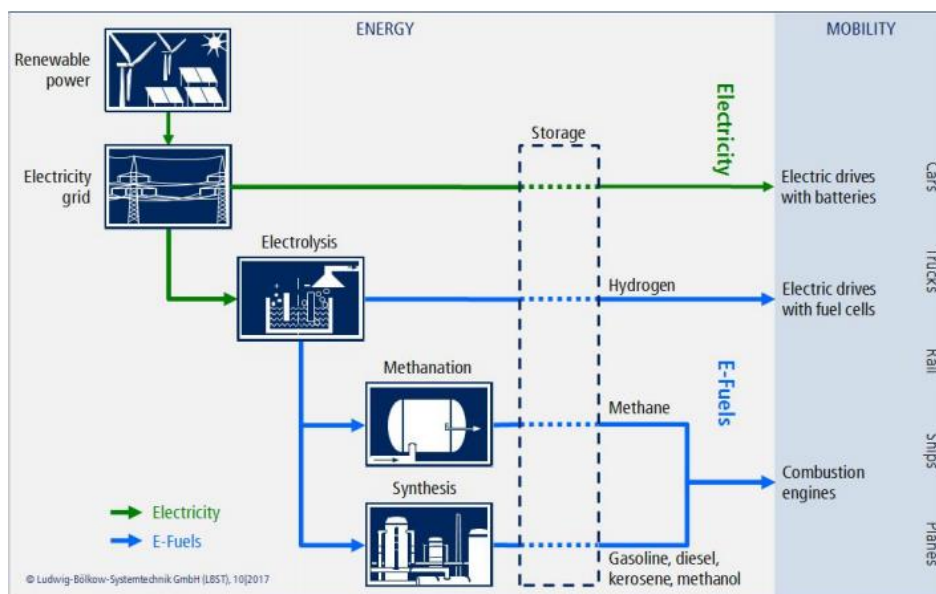 ENERGY
MOBILITY
Renewable
power
Electricity
grid
Storage
Electricity
Electric drives
with batteries
Electrolysis
Hydrogen
Electric drives
with fuel cells
Methanation
Methane
E-Fuels
Combustion
engines
Synthesis
Gasoline, diesel,
kerosene, methanol
Electricity
E-Fuels
Cars
Trucks
Rail
Ships
Planes
© Ludwig-Bölkow-Systemtechnik GmbH (LBST), 10|2017